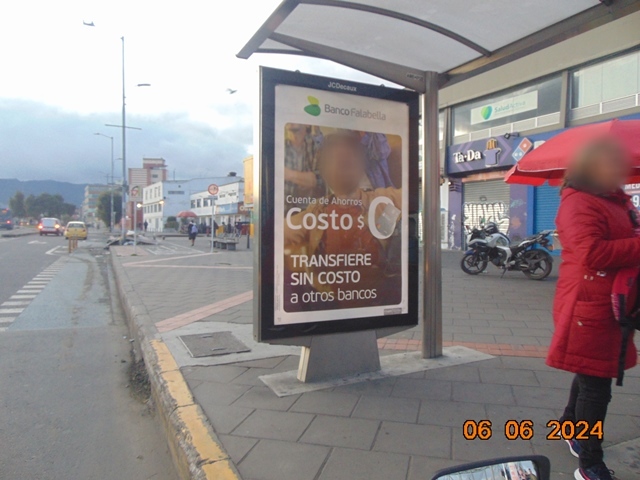 JCDecaux
Banco Falabella
Cuenta de Ahorros
Costo $0
TRANSFIERE
SIN COSTO
a otros bancos
Ta-Da
06 06 2024